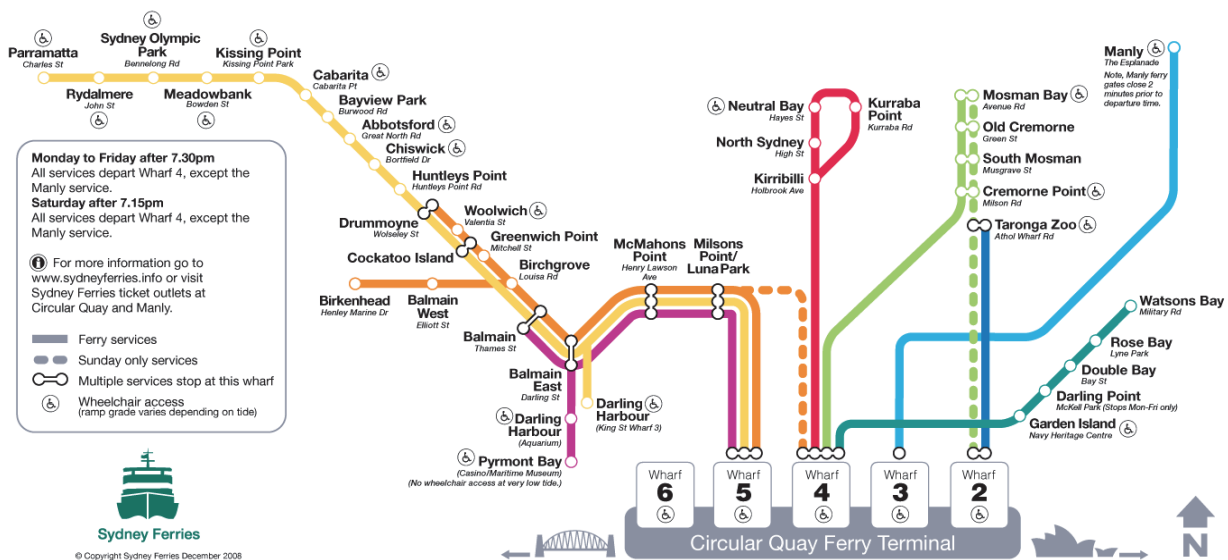 Parramatta
Charles St
Sydney Olympic
Park
Bennelong Rd
Kissing Point
Kissing Point Park
Rydalmere
John St
Meadowbank
Bowden St
Cabarita
Cabarita Pt
Bayview Park
Burwood Rd
Abbotsford
Great North Rd
Chiswick
Bortfield Dr
Huntleys Point
Huntleys Point Rd
Drummoyne
Wolseley St
Woolwich
Valentia St
Cockatoo Island
Greenwich Point
Mitchell St
Birchgrove
Louisa Rd
Birkenhead
Henley Marine Dr
Balmain
West
Elliott St
Balmain
Thames St
Balmain
East
Darling St
McMahons
Point
Henry Lawson
Ave
Milsons
Point/
Luna Park
Darling
Harbour
(Aquarium)
Darling
Harbour
(King St Wharf 3)
Pyrmont Bay
(Casino/Maritime Museum)
(No wheelchair access at very low tide.)
Neutral Bay
Hayes St
Kurraba
Point
Kurraba Rd
North Sydney
High St
Kirribilli
Holbrook Ave
Mosman Bay
Avenue Rd
Old Cremorne
Green St
South Mosman
Musgrave St
Cremorne Point
Milson Rd
Taronga Zoo
Athol Wharf Rd
Manly
The Esplanade
Note, Manly ferry
gates close 2
minutes prior to
departure time.
Watsons Bay
Military Rd
Rose Bay
Lyne Park
Double Bay
Bay St
Darling Point
McKell Park (Stops Mon-Fri only)
Garden Island
Navy Heritage Centre
Monday to Friday after 7.30pm
All services depart Wharf 4, except the
Manly service.
Saturday after 7.15pm
All services depart Wharf 4, except the
Manly service.
i For more information go to
www.sydneyferries.info or visit
Sydney Ferries ticket outlets at
Circular Quay and Manly.
Ferry services
Sunday only services
Multiple services stop at this wharf
Wheelchair access
(ramp grade varies depending on tide)
Sydney Ferries
© Copyright Sydney Ferries December 2008
Wharf
6
Wharf
5
Wharf
4
Wharf
3
Wharf
2
Circular Quay Ferry Terminal
N